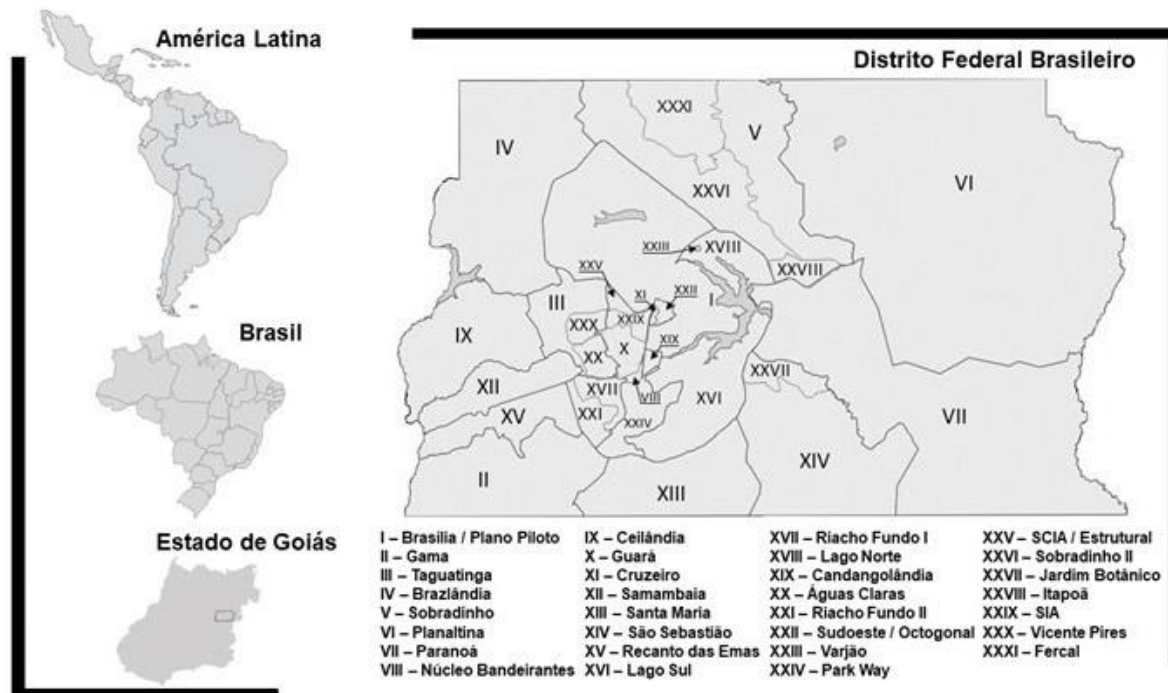 América Latina
Brasil
Estado de Goiás
Distrito Federal Brasileiro
XXXI
IV
V
VI
XXVI
XXIII
XVIII
XXVIII
XXV
XI
XXII
I
III
XXX
XXIX
IX
XX
X
XIX
XII
XVII
VIII
XVI
XXVII
XV
XXI
XXIV
VII
XIV
II
XIII
I – Brasilia / Plano Piloto
II – Gama
III – Taguatinga
IV – Brazlândia
V – Sobradinho
VI – Planaltina
VII – Paranoá
VIII – Núcleo Bandeirantes
IX – Ceilândia
X – Guará
XI – Cruzeiro
XII – Samambaia
XIII – Santa Maria
XIV – São Sebastião
XV – Recanto das Emas
XVI – Lago Sul
XVII – Riacho Fundo I
XVIII – Lago Norte
XIX – Candangolândia
XX – Águas Claras
XXI – Riacho Fundo II
XXII – Sudoeste / Octogonal
XXIII – Varjão
XXIV – Park Way
XXV – SCIA / Estrutural
XXVI – Sobradinho II
XXVII – Jardim Botânico
XXVIII – Itapoã
XXIX – SIA
XXX – Vicente Pires
XXXI – Fercal